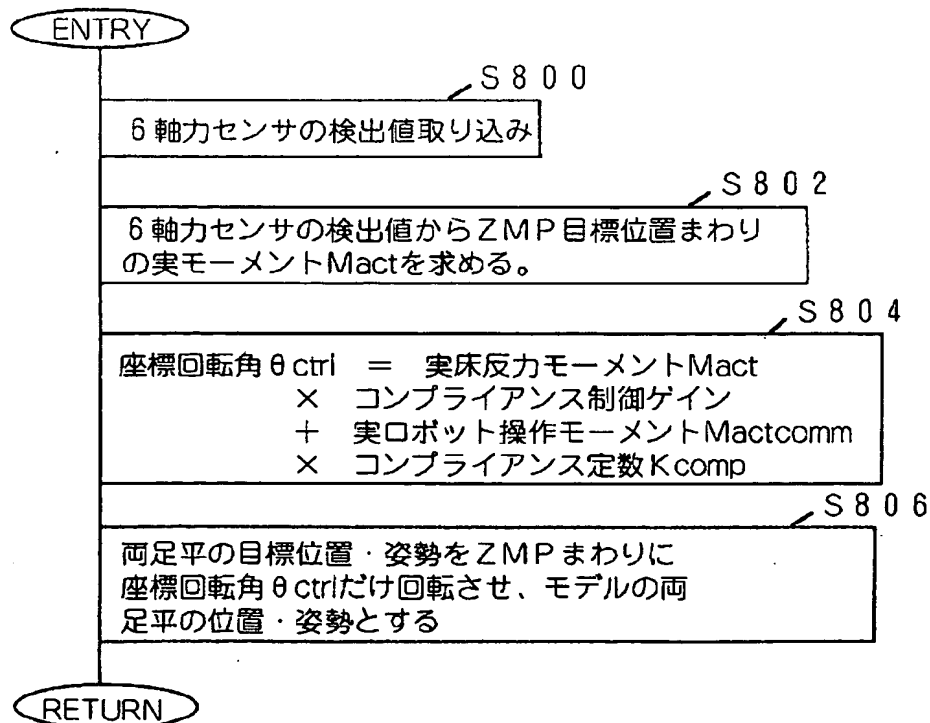 ENTRY
S800
6軸力センサの検出値取り込み
S802
6軸力センサの検出値からZMP目標位置まわり
の実モーメントMactを求める。
S804
座標回転角θctrl = 実床反力モーメントMact
× コンプライアンス制御ゲイン
+ 実ロボット操作モーメントMactcomm
× コンプライアンス定数Kcomp
S806
両足平の目標位置・姿勢をZMPまわりに
座標回転角θctrlだけ回転させ、モデルの両
足平の位置・姿勢とする
RETURN